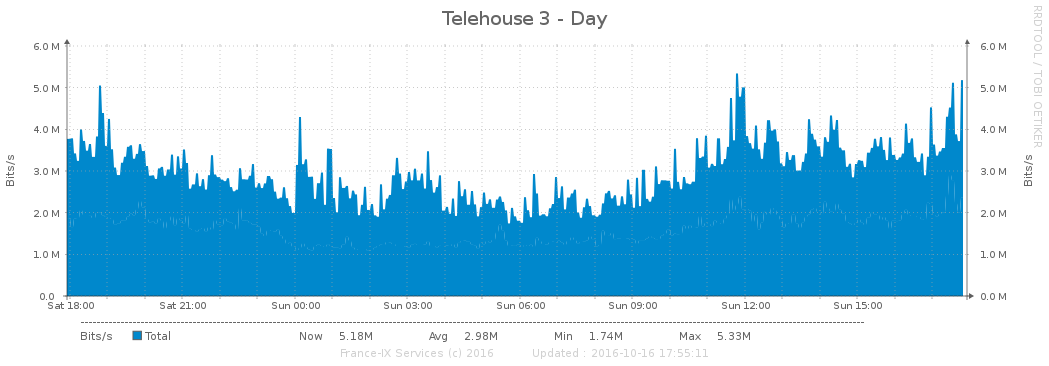 Telehouse 3 - Day
RRDTOOL / TOBI OETIKER
Bits/s
6.0 M 6.0 M
5.0 M 5.0 M
4.0 M 4.0 M
3.0 M 3.0 M
2.0 M 2.0 M
1.0 M 1.0 M
0.0 0.0 M
Bits/s
Sat 18:00 Sat 21:00 Sun 00:00 Sun 03:00 Sun 06:00 Sun 09:00 Sun 12:00 Sun 15:00
Bits/s Total Now 5.18M Avg 2.98M Min 1.74M Max 5.33M
France-IX Services (c) 2016 Updated : 2016-10-16 17:55:11